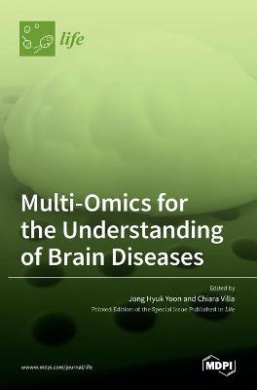 life
Multi-Omics for
the Understanding
of Brain Diseases
Edited by
Jong Hyuk Yoon and Chiara Villa
Printed Edition of the Special Issue Published in Life
www.mdpi.com/journal/life
MDPI